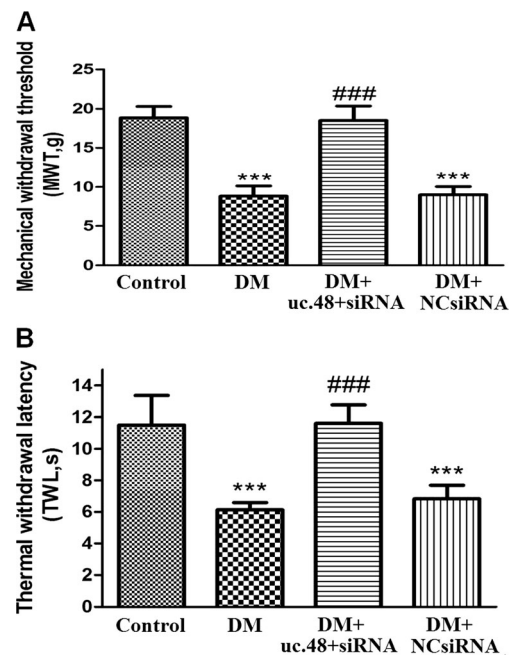 A
Mechanical withdrawal threshold
(MWT,g)
25
20
15
10
5
0
***
###
***
Control
DM
DM+
uc.48+siRNA
DM+
NCsiRNA
B
Thermal withdrawal latency
(TWL,s)
14
12
10
8
6
4
2
0
***
###
***
Control
DM
DM+
uc.48+siRNA
DM+
NCsiRNA